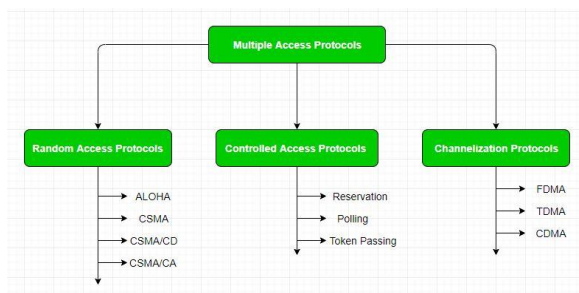 Multiple Access Protocols
Random Access Protocols
Controlled Access Protocols
Channelization Protocols
ALOHA
CSMA
CSMA/CD
CSMA/CA
Reservation
Polling
Token Passing
FDMA
TDMA
CDMA